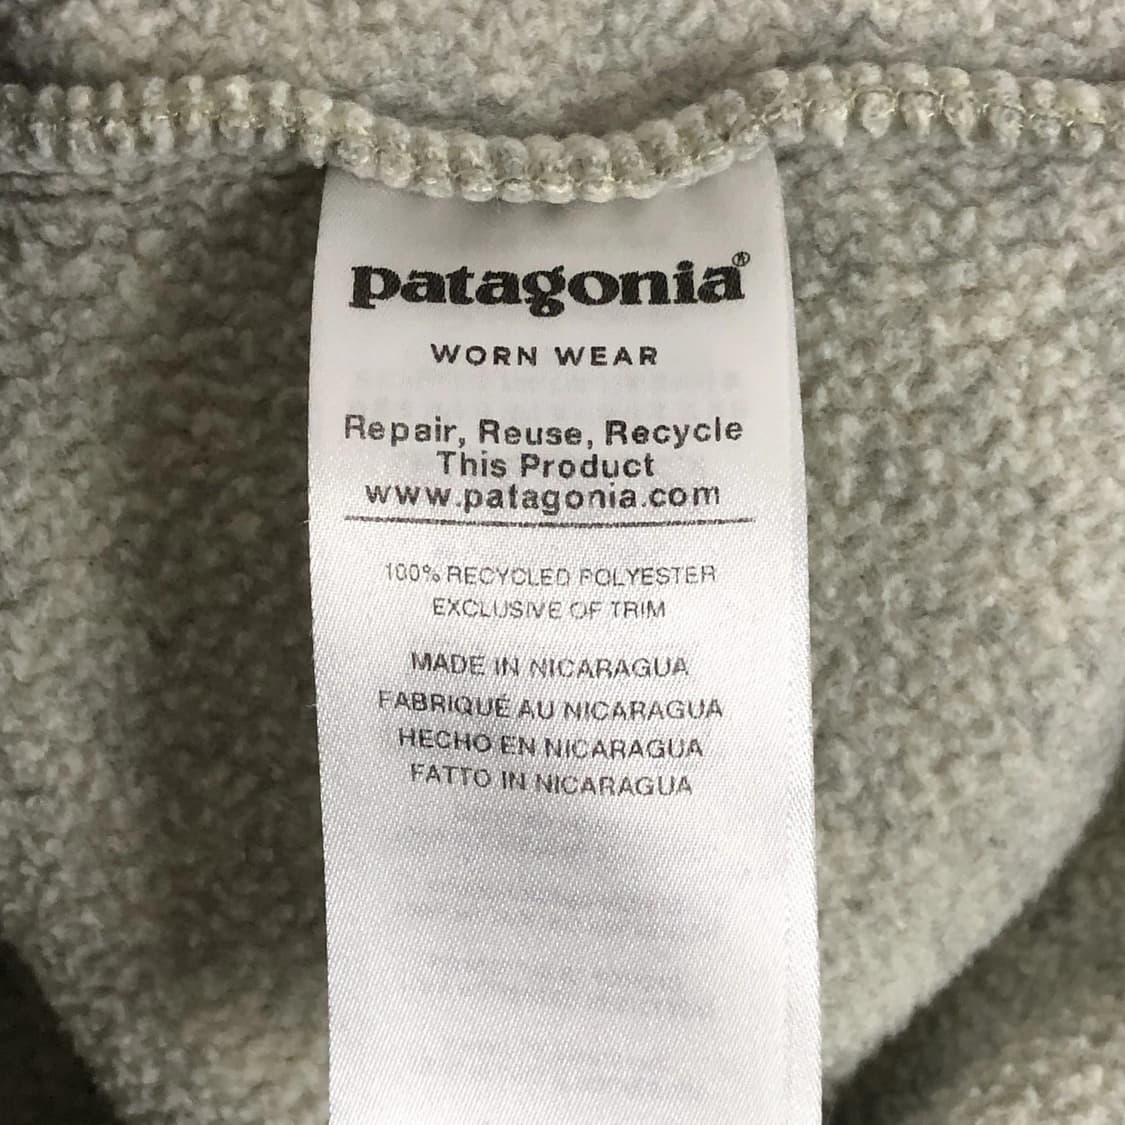 patagonia®
WORN WEAR
Repair, Reuse, Recycle
This Product
www.patagonia.com
100% RECYCLED POLYESTER
EXCLUSIVE OF TRIM
MADE IN NICARAGUA
FABRIQUÉ AU NICARAGUA
HECHO EN NICARAGUA
FATTO IN NICARAGUA